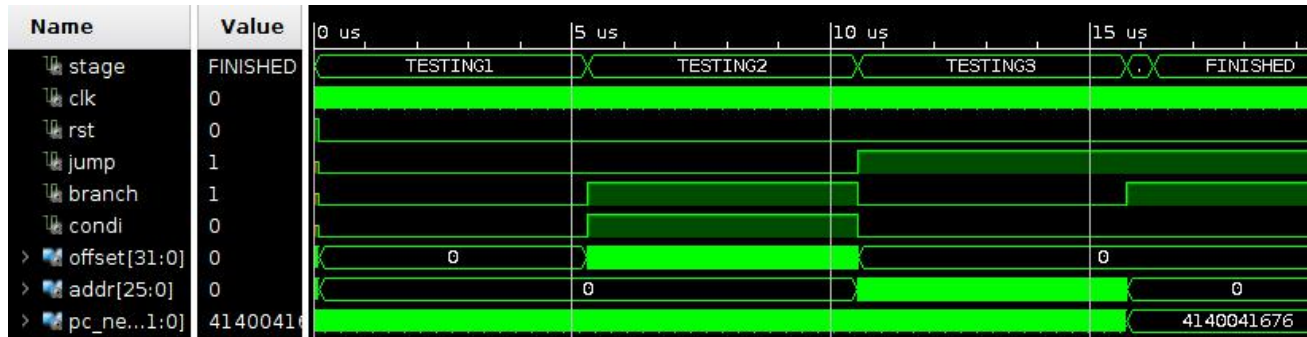 Name Value 0 us 5 us 10 us 15 us
stage FINISHED TESTING1 TESTING2 TESTING3 . FINISHED
clk 0
rst 0
jump 1
branch 1
condi 0
> offset[31:0] 0 0 0
> addr[25:0] 0 0 0
> pc_ne...1:0] 4140041 4140041676